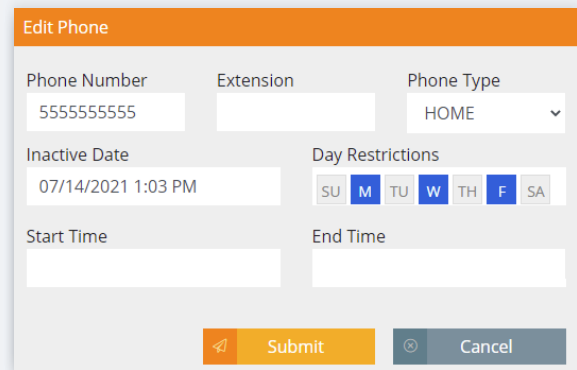 Edit Phone
Phone Number Extension Phone Type
5555555555 HOME
Inactive Date Day Restrictions
07/14/2021 1:03 PM SU M TU W TH F SA
Start Time End Time
Submit Cancel